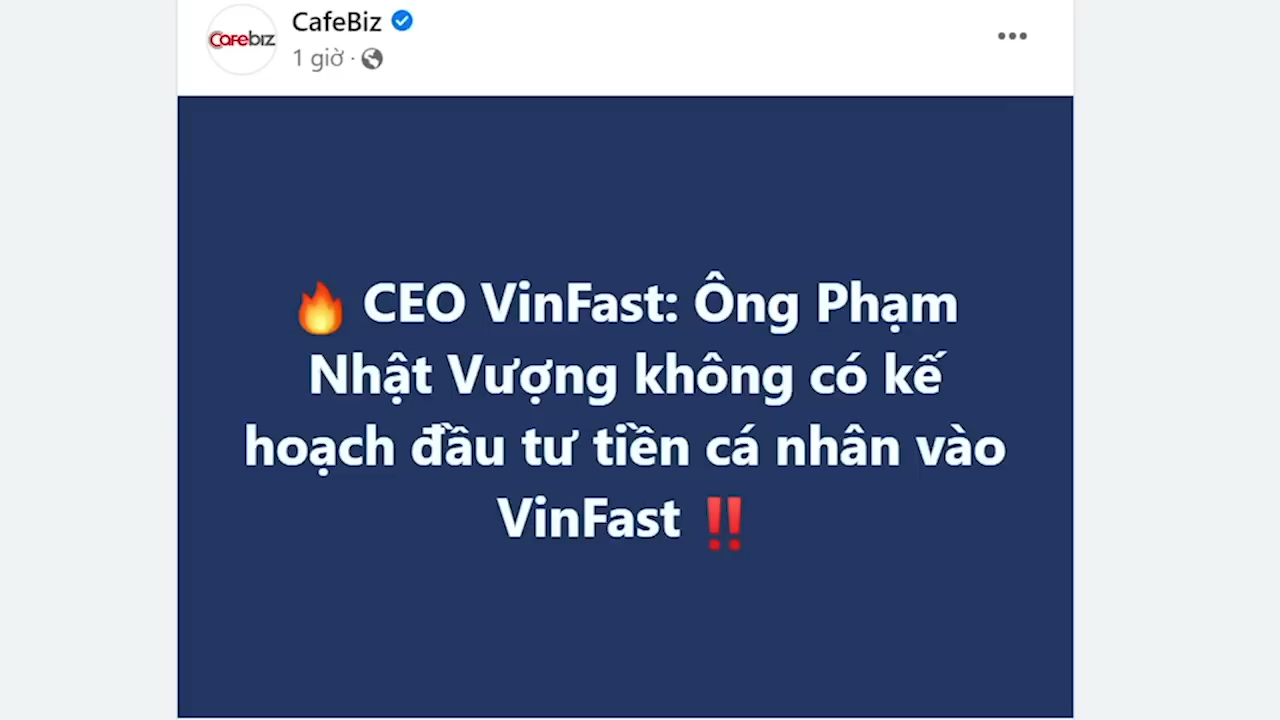 CafeBiz
Cafebiz
1 giờ ·
🔥 CEO VinFast: Ông Phạm
Nhật Vượng không có kế
hoạch đầu tư tiền cá nhân vào
VinFast ‼️